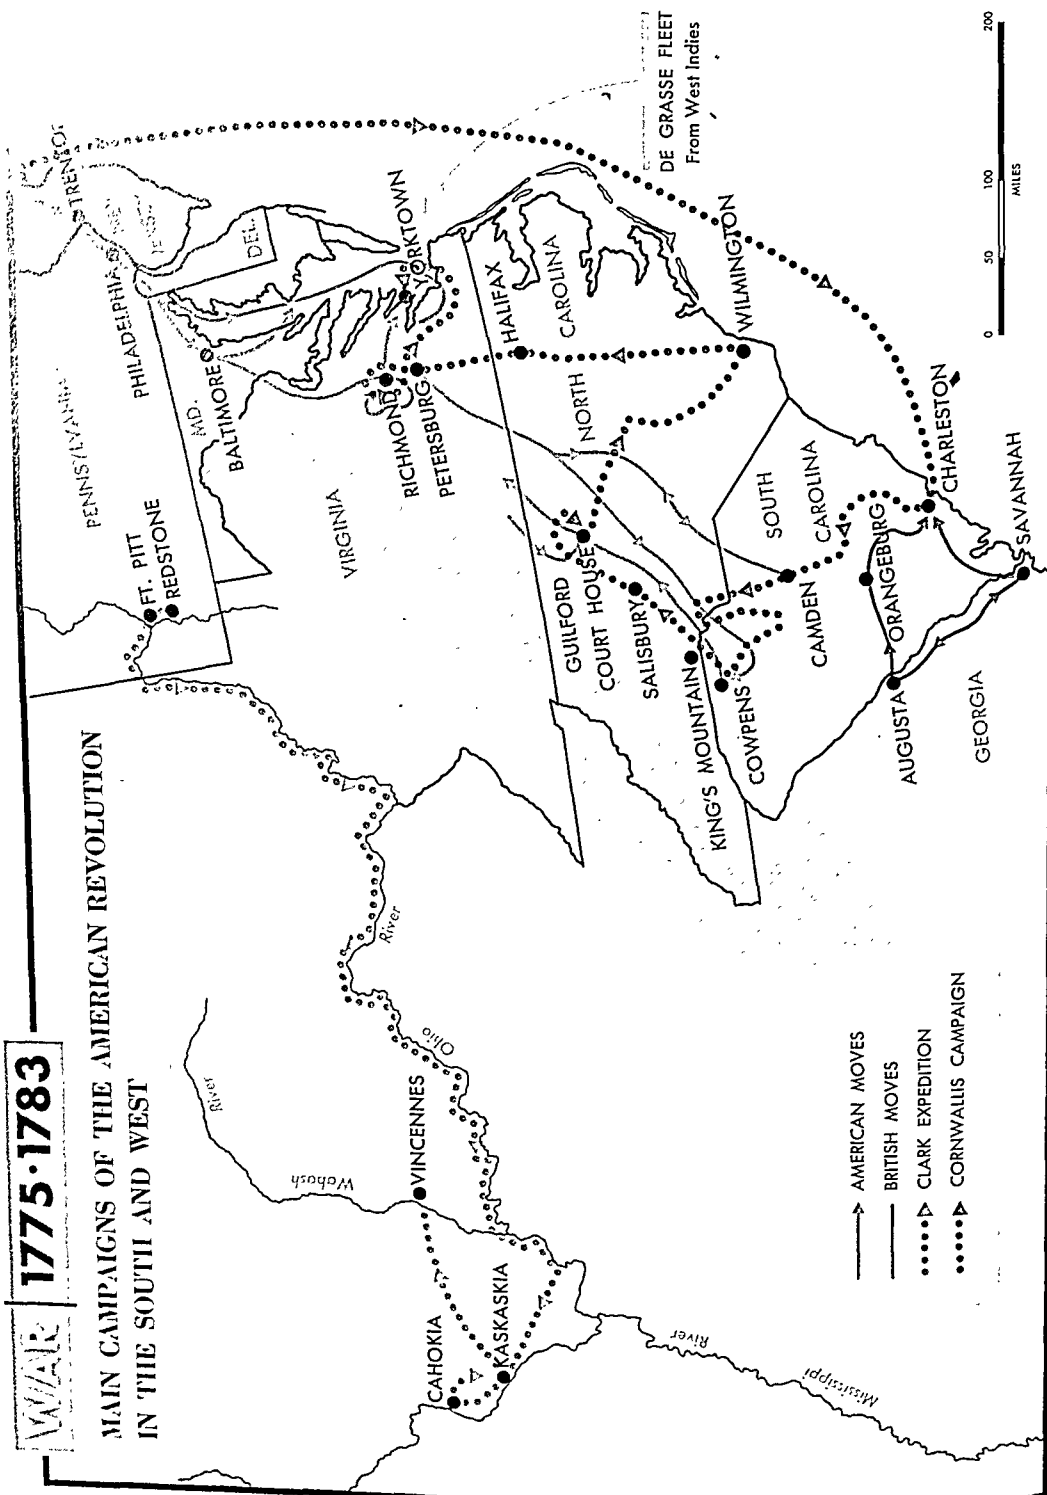 WAR 1775·1783
MAIN CAMPAIGNS OF THE AMERICAN REVOLUTION
IN THE SOUTH AND WEST
PENNSYLVANIA
TRENTON
PHILADELPHIA
NEW
FT. PITT
REDSTONE
MD.
BALTIMORE
DEL.
VIRGINIA
RICHMOND
PETERSBURG
YORKTOWN
DE GRASSE FLEET
From West Indies
HALIFAX
NORTH
CAROLINA
WILMINGTON
GUILFORD
COURT HOUSE
SALISBURY
KING'S MOUNTAIN
COWPENS
SOUTH
CAROLINA
CAMDEN
ORANGEBURG
CHARLESTON
AUGUSTA
GEORGIA
SAVANNAH
River
Wabash
VINCENNES
Ohio
River
CAHOKIA
KASKASKIA
Mississippi
River
AMERICAN MOVES
BRITISH MOVES
CLARK EXPEDITION
CORNWALLIS CAMPAIGN
0 50 100 200
MILES